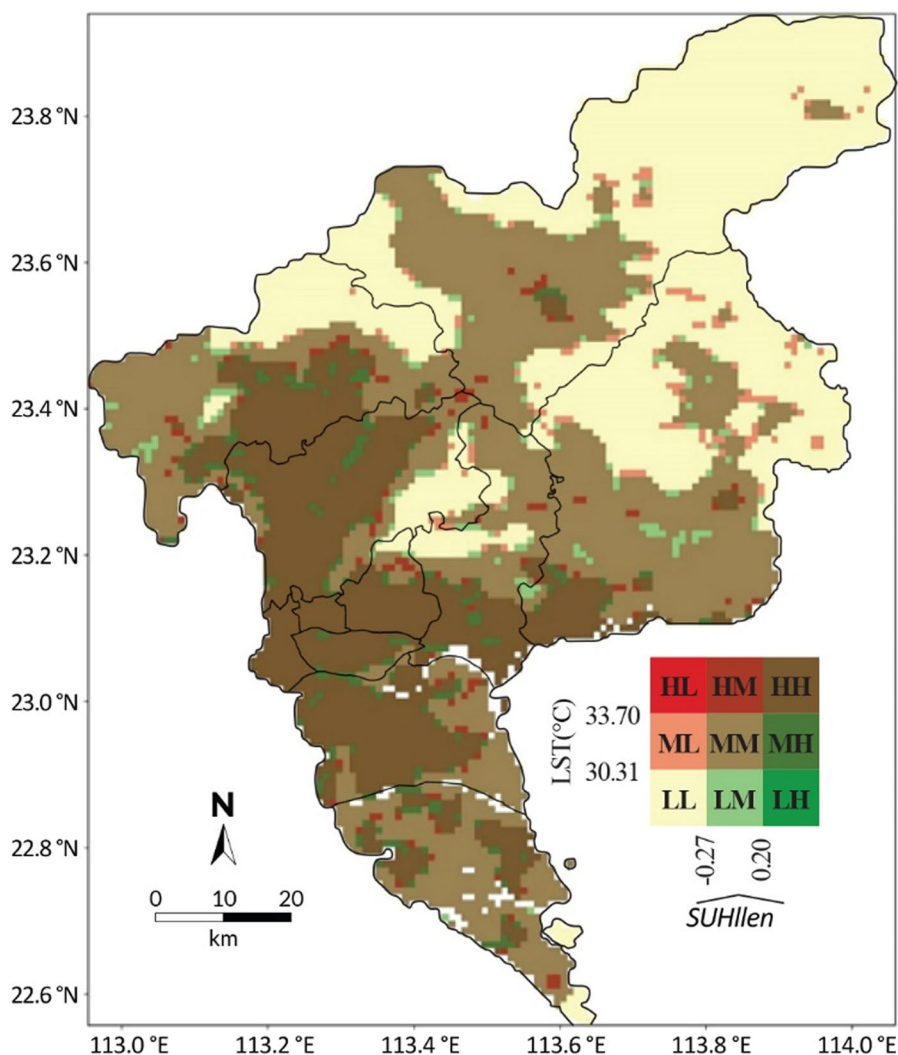 23.8 °N
23.6 °N
23.4 °N
23.2 °N
23.0 °N
22.8 °N
22.6 °N
113.0 °E 113.2 °E 113.4 °E 113.6 °E 113.8 °E 114.0 °E
N
0 10 20
km
LST(°C)
33.70
30.31
HL HM HH
ML MM MH
LL LM LH
-0.27
0.20
SUHIlen